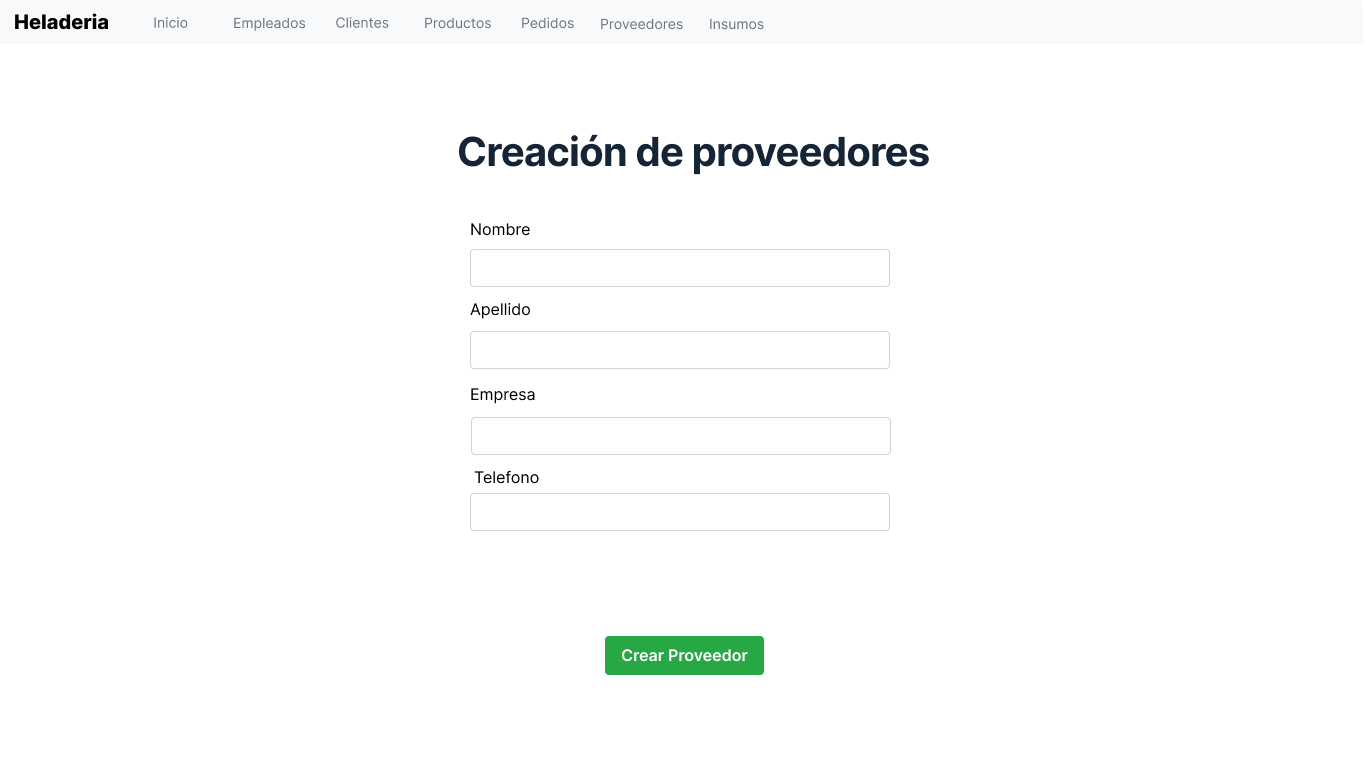 Heladeria Inicio Empleados Clientes Productos Pedidos Proveedores Insumos
Creación de proveedores
Nombre
Apellido
Empresa
Telefono
Crear Proveedor